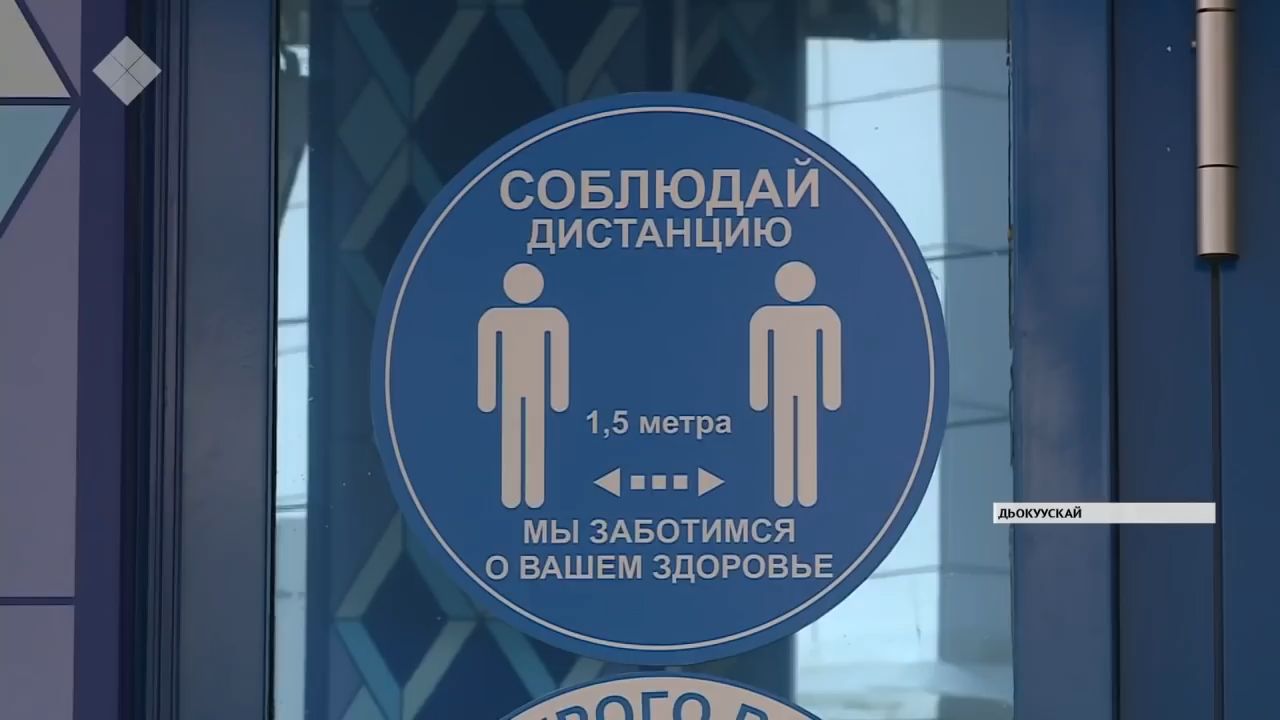 СОБЛЮДАЙ
ДИСТАНЦИЮ
1,5 метра
МЫ ЗАБОТИМСЯ
О ВАШЕМ ЗДОРОВЬЕ
ДЬОКУУСКАЙ